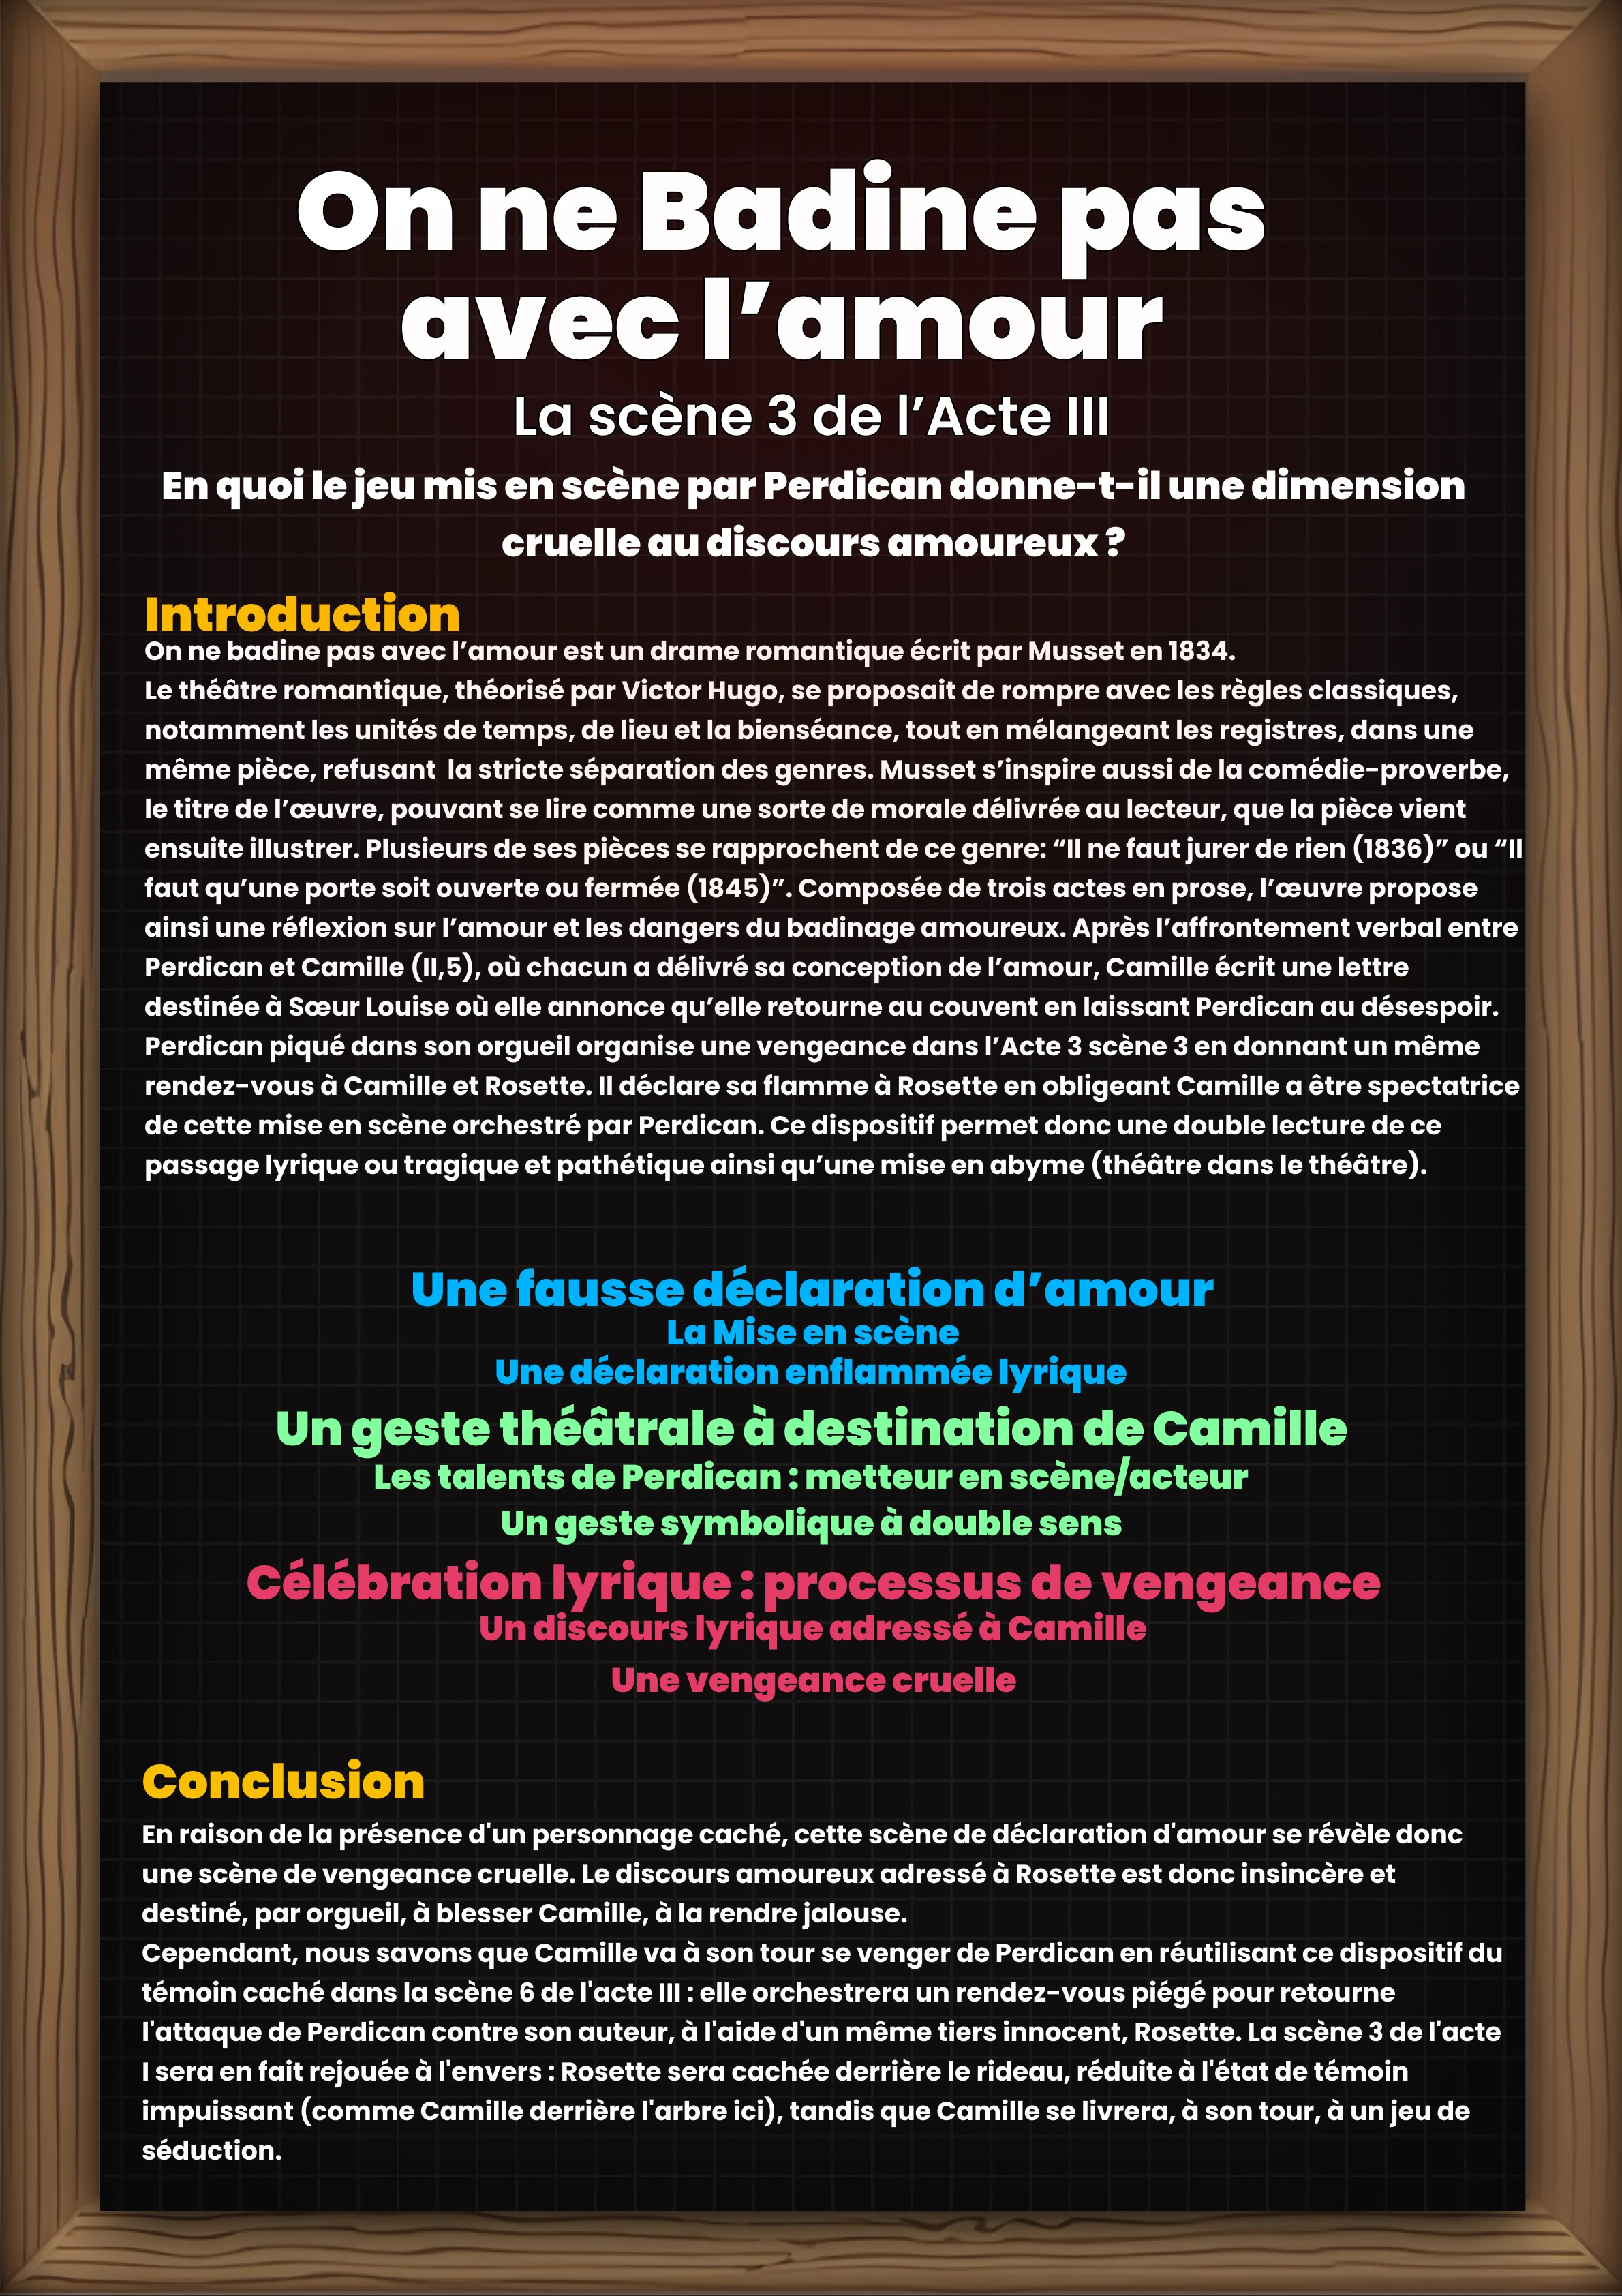 On ne Badine pas
avec l’amour
La scène 3 de l’Acte III
En quoi le jeu mis en scène par Perdican donne-t-il une dimension
cruelle au discours amoureux ?
Introduction
On ne badine pas avec l’amour est un drame romantique écrit par Musset en 1834.
Le théâtre romantique, théorisé par Victor Hugo, se proposait de rompre avec les règles classiques,
notamment les unités de temps, de lieu et la bienséance, tout en mélangeant les registres, dans une
même pièce, refusant  la stricte séparation des genres. Musset s’inspire aussi de la comédie-proverbe,
le titre de l’œuvre, pouvant se lire comme une sorte de morale délivrée au lecteur, que la pièce vient
ensuite illustrer. Plusieurs de ses pièces se rapprochent de ce genre: “Il ne faut jurer de rien (1836)” ou “Il
faut qu’une porte soit ouverte ou fermée (1845)”. Composée de trois actes en prose, l’œuvre propose
ainsi une réflexion sur l’amour et les dangers du badinage amoureux. Après l’affrontement verbal entre
Perdican et Camille (II,5), où chacun a délivré sa conception de l’amour, Camille écrit une lettre
destinée à Sœur Louise où elle annonce qu’elle retourne au couvent en laissant Perdican au désespoir.
Perdican piqué dans son orgueil organise une vengeance dans l’Acte 3 scène 3 en donnant un même
rendez-vous à Camille et Rosette. Il déclare sa flamme à Rosette en obligeant Camille a être spectatrice
de cette mise en scène orchestré par Perdican. Ce dispositif permet donc une double lecture de ce
passage lyrique ou tragique et pathétique ainsi qu’une mise en abyme (théâtre dans le théâtre).
Une fausse déclaration d’amour
La Mise en scène
Une déclaration enflammée lyrique
Un geste théâtrale à destination de Camille
Les talents de Perdican : metteur en scène/acteur
Un geste symbolique à double sens
Célébration lyrique : processus de vengeance
Un discours lyrique adressé à Camille
Une vengeance cruelle
Conclusion
En raison de la présence d'un personnage caché, cette scène de déclaration d'amour se révèle donc
une scène de vengeance cruelle. Le discours amoureux adressé à Rosette est donc insincère et
destiné, par orgueil, à blesser Camille, à la rendre jalouse.
Cependant, nous savons que Camille va à son tour se venger de Perdican en réutilisant ce dispositif du
témoin caché dans la scène 6 de l'acte III : elle orchestrera un rendez-vous piégé pour retourne
l'attaque de Perdican contre son auteur, à l'aide d'un même tiers innocent, Rosette. La scène 3 de l'acte
I sera en fait rejouée à l'envers : Rosette sera cachée derrière le rideau, réduite à l'état de témoin
impuissant (comme Camille derrière l'arbre ici), tandis que Camille se livrera, à son tour, à un jeu de
séduction.